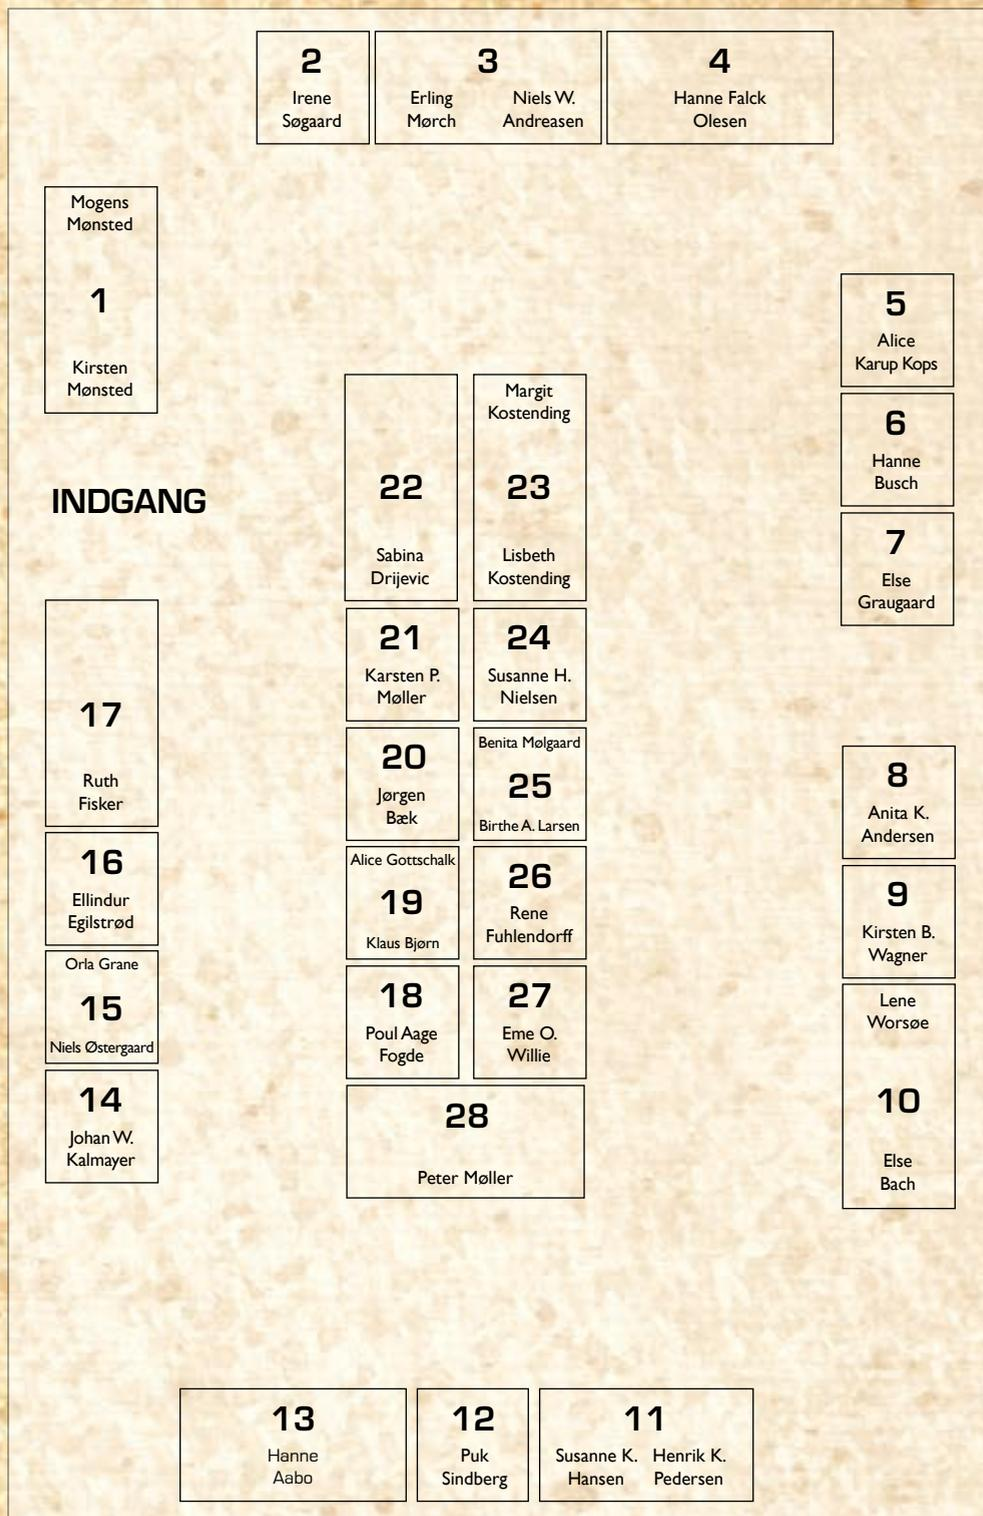 2
Irene
Søgaard
3
Erling
Mørch
Niels W.
Andreasen
4
Hanne Falck
Olesen
Mogens
Mønsted
1
Kirsten
Mønsted
5
Alice
Karup Kops
6
Hanne
Busch
7
Else
Graugaard
INDGANG
22
Sabina
Drijevic
Margit
Kostending
23
Lisbeth
Kostending
21
Karsten P.
Møller
24
Susanne H.
Nielsen
20
Jørgen
Bæk
Benita Mølgaard
25
Birthe A. Larsen
Alice Gottschalk
19
Klaus Bjørn
26
Rene
Fuhlendorff
18
Poul Aage
Fogde
27
Eme O.
Willie
28
Peter Møller
17
Ruth
Fisker
16
Ellindur
Egilstrød
Orla Grane
15
Niels Østergaard
14
Johan W.
Kalmayer
8
Anita K.
Andersen
9
Kirsten B.
Wagner
Lene
Worsøe
10
Else
Bach
13
Hanne
Aabo
12
Puk
Sindberg
11
Susanne K.
Hansen
Henrik K.
Pedersen